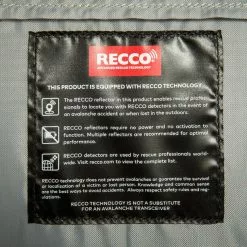 RECCO
ADVANCED RESCUE TECHNOLOGY
THIS PRODUCT IS EQUIPPED WITH RECCO TECHNOLOGY
The RECCO reflector in this product enables rescue profes-
sionals to locate you with RECCO detectors in the event of
an avalanche accident or when lost in the outdoors.
RECCO reflectors require no power and no activation to
function. Multiple reflectors are recommended for optimal
performance.
RECCO detectors are used by rescue professionals world-
wide. Visit recco.com to view the complete list.
RECCO technology does not prevent avalanches or guarantee the survival
or localization of a victim or lost person. Knowledge and common sense
are the best ways to avoid accidents. Always respect safety rules and reg-
ulations.
RECCO TECHNOLOGY IS NOT A SUBSTITUTE
FOR AN AVALANCHE TRANSCEIVER